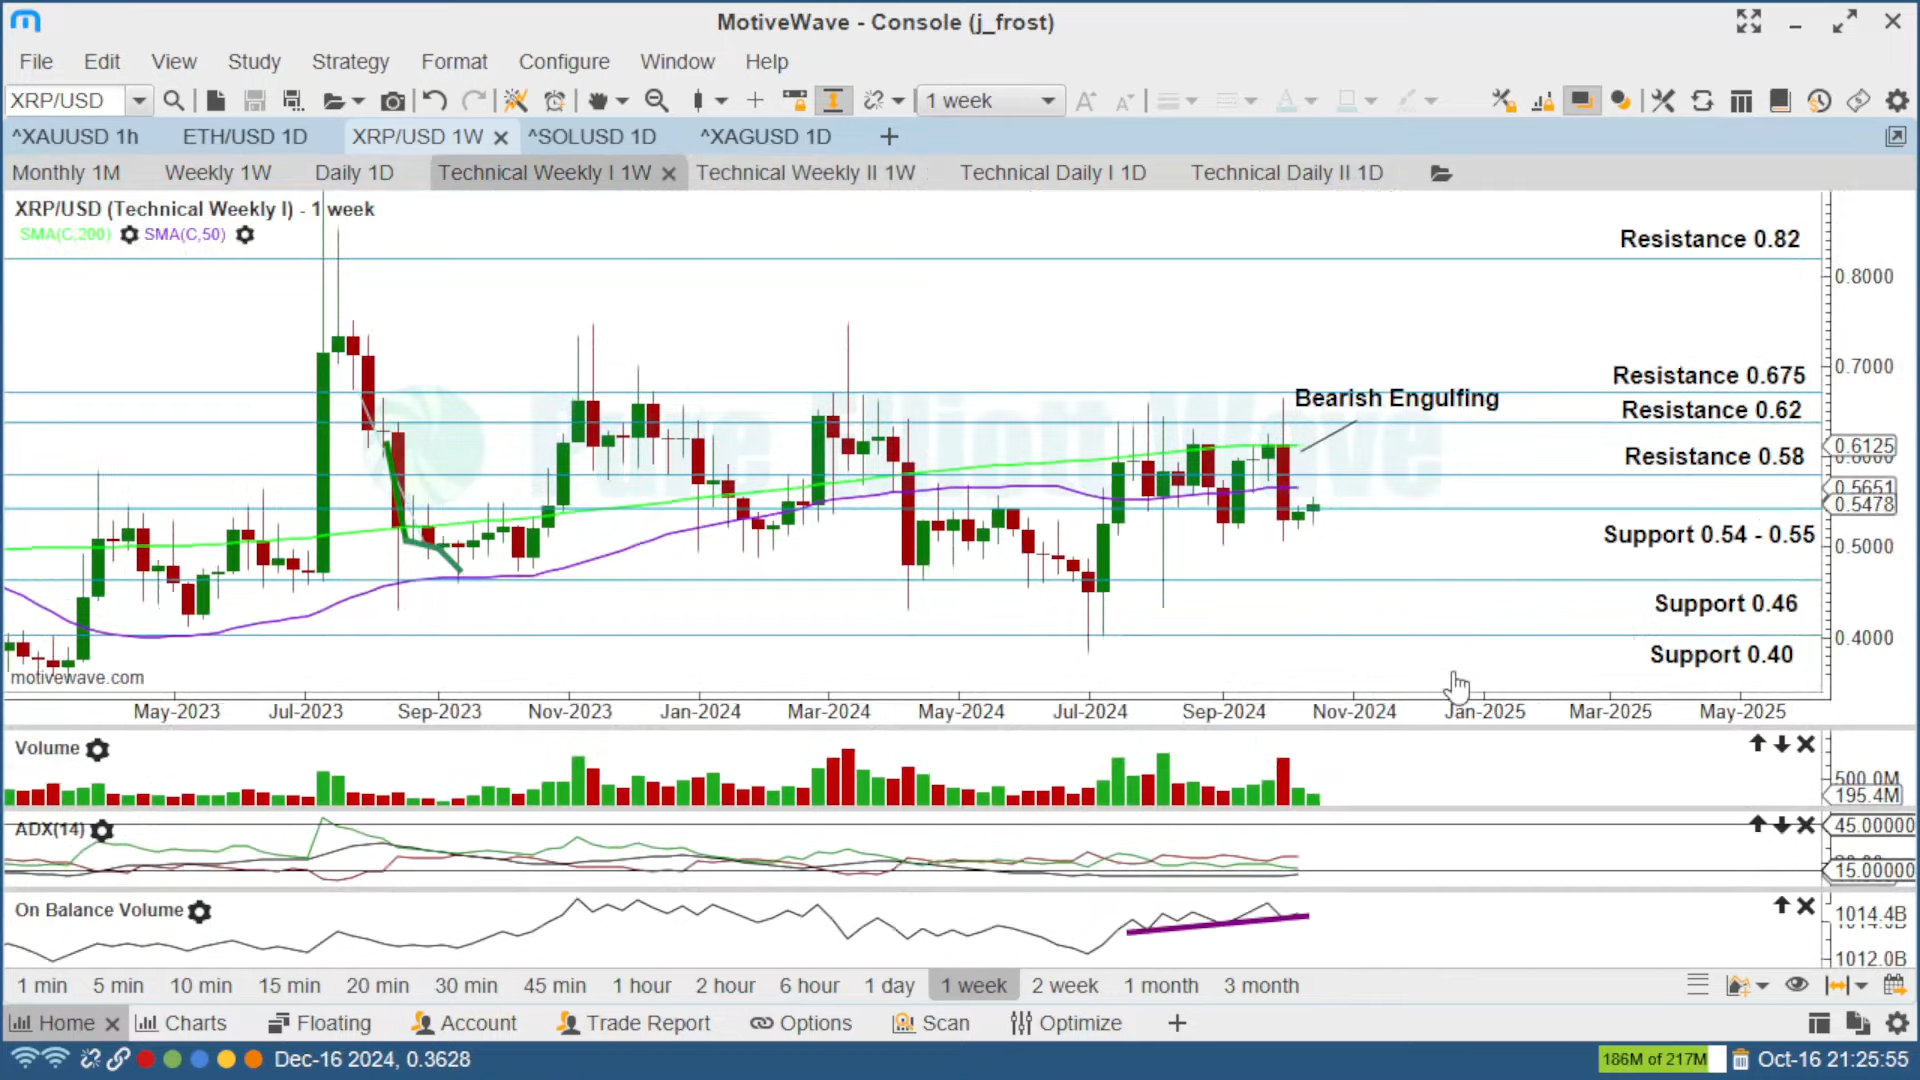 MotiveWave - Console (j_frost)
File Edit View Study Strategy Format Configure Window Help
XRP/USD 1 week
^XAUUSD 1h ETH/USD 1D XRP/USD 1W ^SOLUSD 1D ^XAGUSD 1D
Monthly 1M Weekly 1W Daily 1D Technical Weekly I 1W Technical Weekly II 1W Technical Daily I 1D Technical Daily II 1D
XRP/USD (Technical Weekly I) - 1 week
SMA(C,200) SMA(C,50)
Resistance 0.82
0.8000
0.7000
Resistance 0.675
Bearish Engulfing
Resistance 0.62
0.6125
Resistance 0.58
0.5651
0.5478
Support 0.54 - 0.55
0.5000
Support 0.46
0.4000
Support 0.40
motivewave.com
May-2023 Jul-2023 Sep-2023 Nov-2023 Jan-2024 Mar-2024 May-2024 Jul-2024 Sep-2024 Nov-2024 Jan-2025 Mar-2025 May-2025
Volume
500.0M
195.4M
ADX(14)
45.00000
15.00000
On Balance Volume
1014.4B
1012.0B
1 min 5 min 10 min 15 min 20 min 30 min 45 min 1 hour 2 hour 6 hour 1 day 1 week 2 week 1 month 3 month
Home Charts Floating Account Trade Report Options Scan Optimize
Dec-16 2024, 0.3628 186M of 217M Oct-16 21:25:55